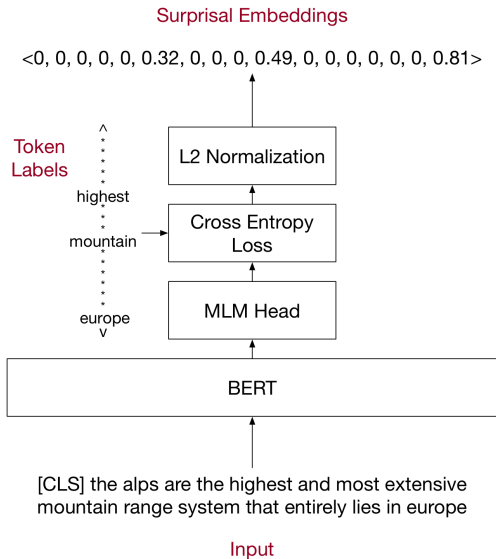 Surprisal Embeddings
<0, 0, 0, 0, 0, 0.32, 0, 0, 0, 0.49, 0, 0, 0, 0, 0, 0, 0.81>
Token
Labels
<
*
*
*
*
*
highest
*
*
*
mountain
*
*
*
*
*
*
europe
>
L2 Normalization
Cross Entropy
Loss
MLM Head
BERT
[CLS] the alps are the highest and most extensive
mountain range system that entirely lies in europe
Input